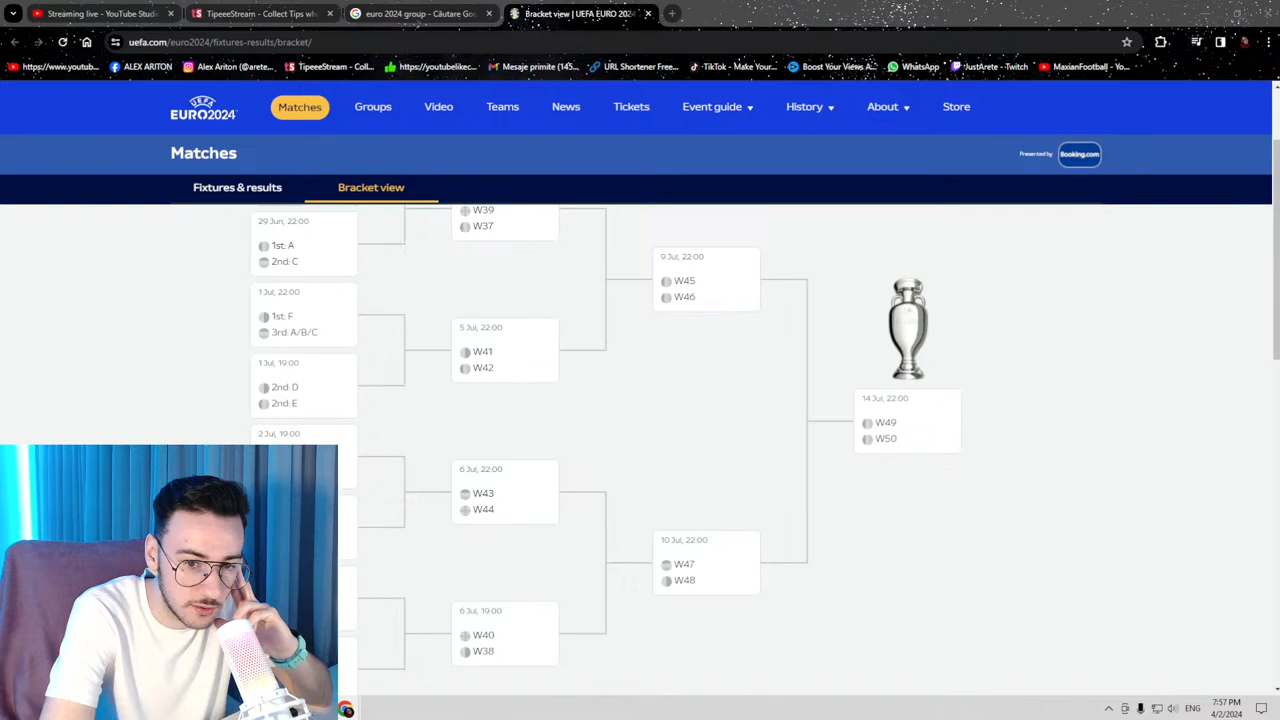 Streaming live - YouTube Studi
TipeeeStream - Collect Tips wh
euro 2024 group - Căutare Goo
Bracket view | UEFA EURO 2024
uefa.com/euro2024/fixtures-results/bracket/
https://www.youtub...
ALEX ARITON
Alex Ariton (@arete...
TipeeeStream - Coll...
https://youtubelikec...
Mesaje primite (145...
URL Shortener Free...
TikTok - Make Your...
Boost Your Views A...
WhatsApp
JustArete - Twitch
MaxianFootball - Yo...
UEFA
EURO2024
Matches
Groups
Video
Teams
News
Tickets
Event guide
History
About
Store
Matches
Presented by
Booking.com
Fixtures & results
Bracket view
29 Jun, 22:00
1st: A
2nd: C
1 Jul, 22:00
1st: F
3rd: A/B/C
1 Jul, 19:00
2nd: D
2nd: E
2 Jul, 19:00
W39
W37
5 Jul, 22:00
W41
W42
6 Jul, 22:00
W43
W44
6 Jul, 19:00
W40
W38
9 Jul, 22:00
W45
W46
10 Jul, 22:00
W47
W48
14 Jul, 22:00
W49
W50
ENG
7:57 PM
4/2/2024